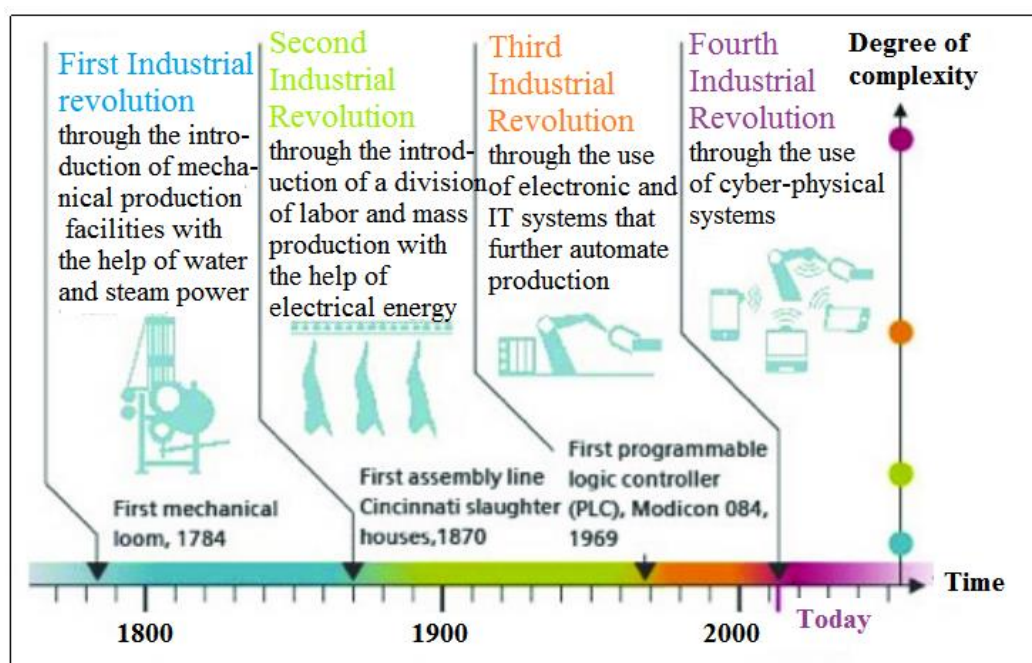 First Industrial
revolution
through the intro-
duction of mecha-
nical production
facilities with
the help of water
and steam power
Second
Industrial
Revolution
through the introd-
uction of a division
of labor and mass
production with
the help of
electrical energy
Third
Industrial
Revolution
through the use
of electronic and
IT systems that
further automate
production
Fourth
Industrial
Revolution
through the use
of cyber-physical
systems
Degree of
complexity
First mechanical
loom, 1784
First assembly line
Cincinnati slaughter
houses,1870
First programmable
logic controller
(PLC), Modicon 084,
1969
Time
1800
1900
2000
Today